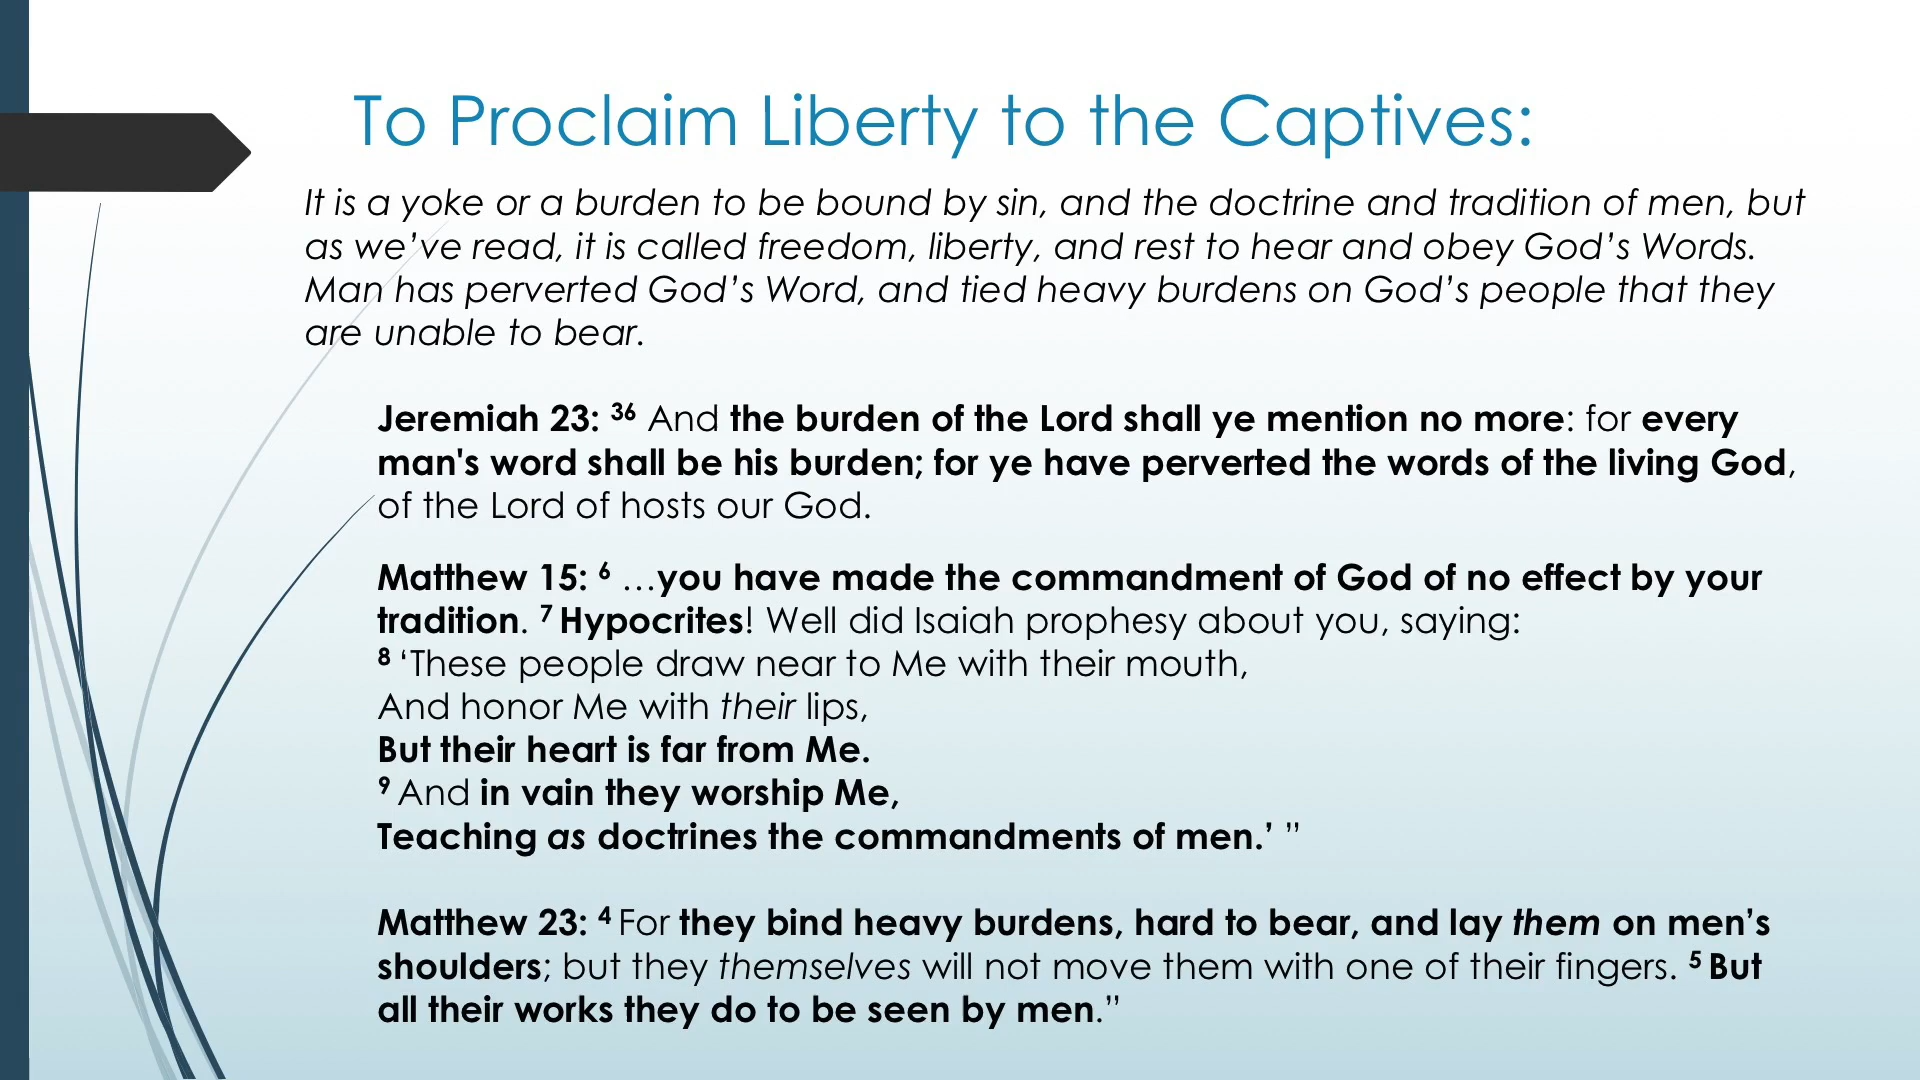 To Proclaim Liberty to the Captives:
It is a yoke or a burden to be bound by sin, and the doctrine and tradition of men, but
as we’ve read, it is called freedom, liberty, and rest to hear and obey God’s Words.
Man has perverted God’s Word, and tied heavy burdens on God’s people that they
are unable to bear.
Jeremiah 23: ³⁶ And the burden of the Lord shall ye mention no more: for every
man's word shall be his burden; for ye have perverted the words of the living God,
of the Lord of hosts our God.
Matthew 15: ⁶ …you have made the commandment of God of no effect by your
tradition. ⁷ Hypocrites! Well did Isaiah prophesy about you, saying:
⁸ ‘These people draw near to Me with their mouth,
And honor Me with their lips,
But their heart is far from Me.
⁹ And in vain they worship Me,
Teaching as doctrines the commandments of men.’ ”
Matthew 23: ⁴ For they bind heavy burdens, hard to bear, and lay them on men’s
shoulders; but they themselves will not move them with one of their fingers. ⁵ But
all their works they do to be seen by men.”